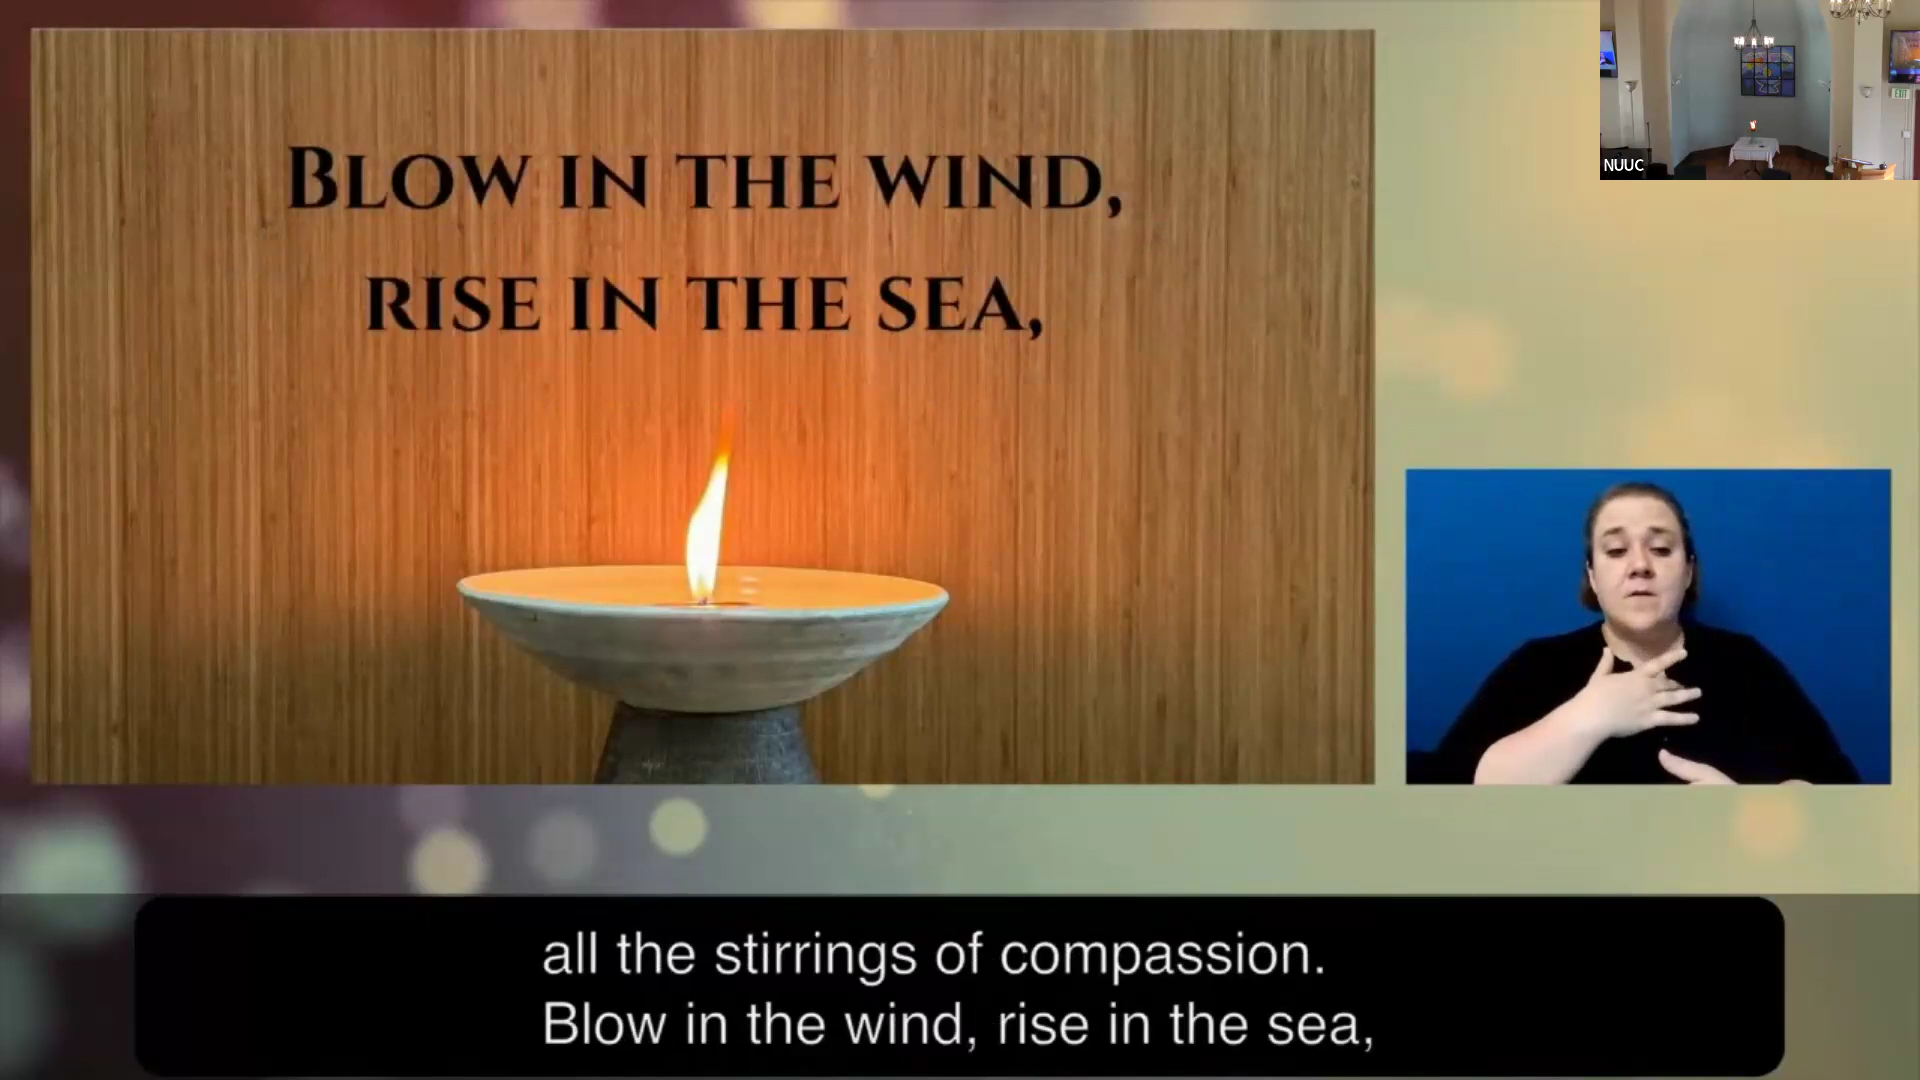 BLOW IN THE WIND,
RISE IN THE SEA,
NUUC
EXIT
all the stirrings of compassion.
Blow in the wind, rise in the sea,